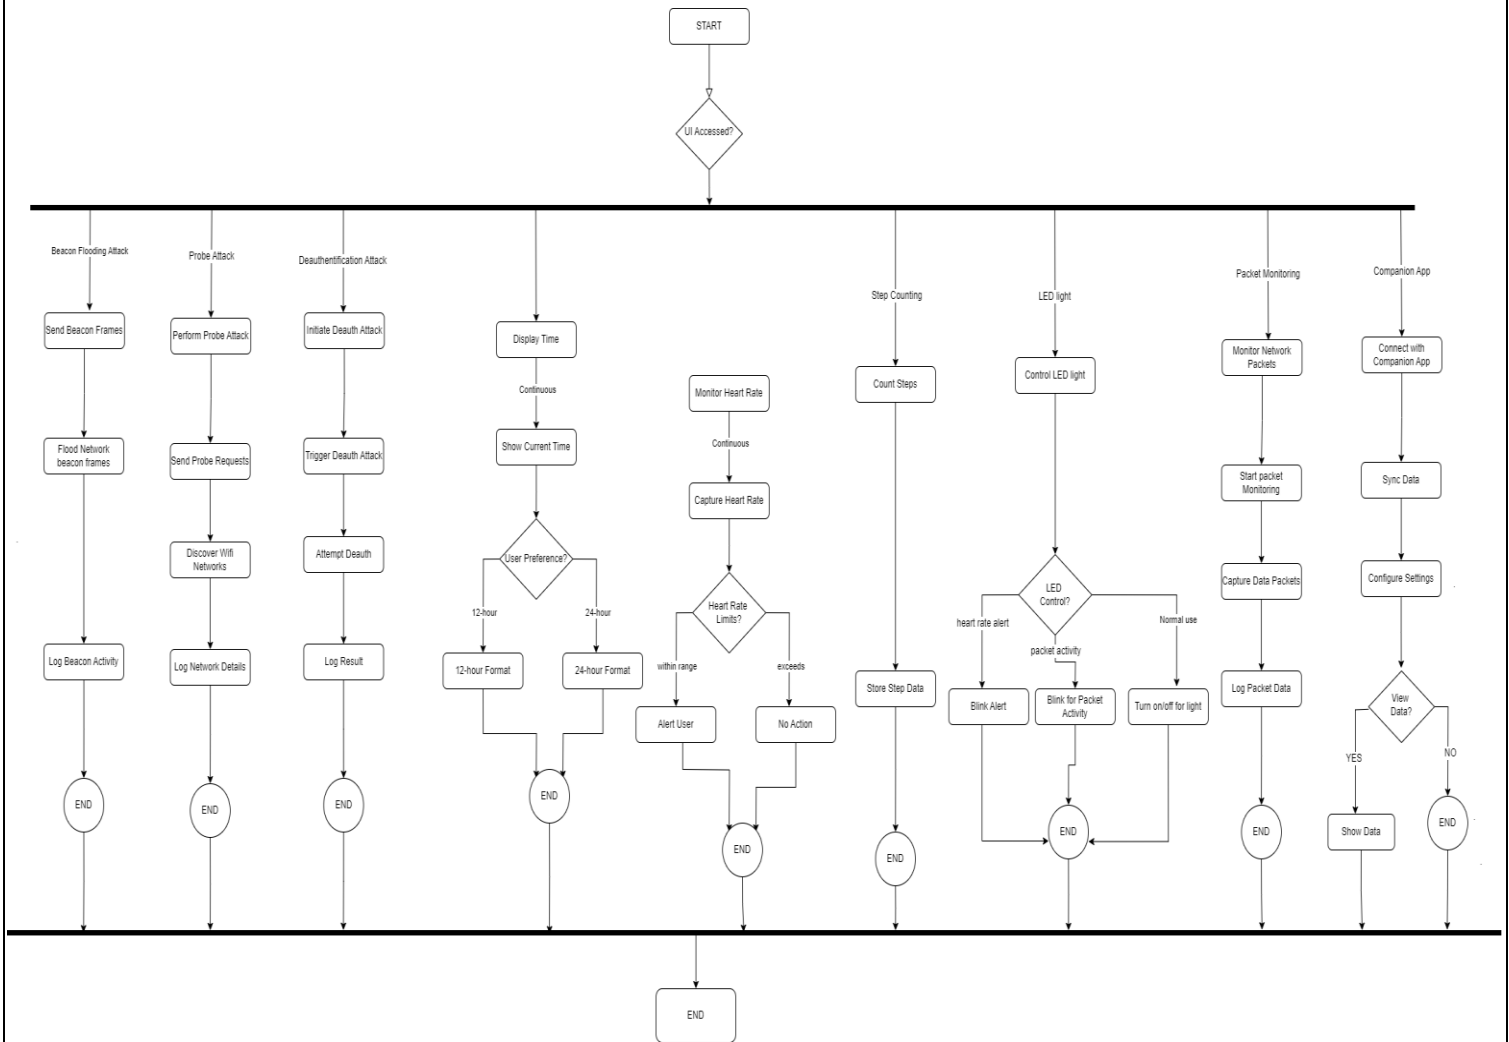 START
UI Accessed?
Beacon Flooding Attack
Send Beacon Frames
Flood Network
beacon frames
Log Beacon Activity
END
Probe Attack
Perform Probe Attack
Send Probe Requests
Discover Wifi
Networks
Log Network Details
END
Deauthentification Attack
Initiate Deauth Attack
Trigger Deauth Attack
Attempt Deauth
Log Result
END
Display Time
Continuous
Show Current Time
User Preference?
12-hour
24-hour
12-hour Format
24-hour Format
END
Monitor Heart Rate
Continuous
Capture Heart Rate
Heart Rate
Limits?
within range
exceeds
Alert User
No Action
END
Step Counting
Count Steps
Store Step Data
END
LED light
Control LED light
LED
Control?
heart rate alert
packet activity
Normal use
Blink Alert
Blink for Packet
Activity
Turn on/off for light
END
Packet Monitoring
Monitor Network
Packets
Start packet
Monitoring
Capture Data Packets
Log Packet Data
END
Companion App
Connect with
Companion App
Sync Data
Configure Settings
View
Data?
YES
NO
Show Data
END
END